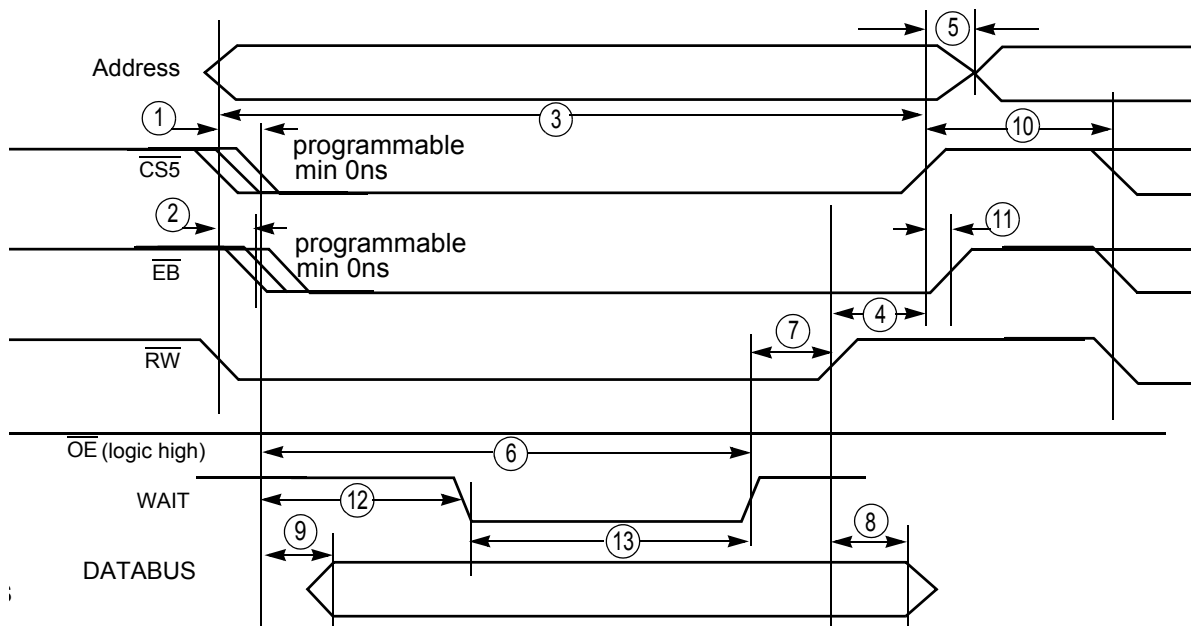 5
Address
1
3
10
programmable
min 0ns
CS5
2
11
programmable
min 0ns
EB
4
7
RW
OE (logic high)
6
WAIT
12
13
9
8
DATABUS